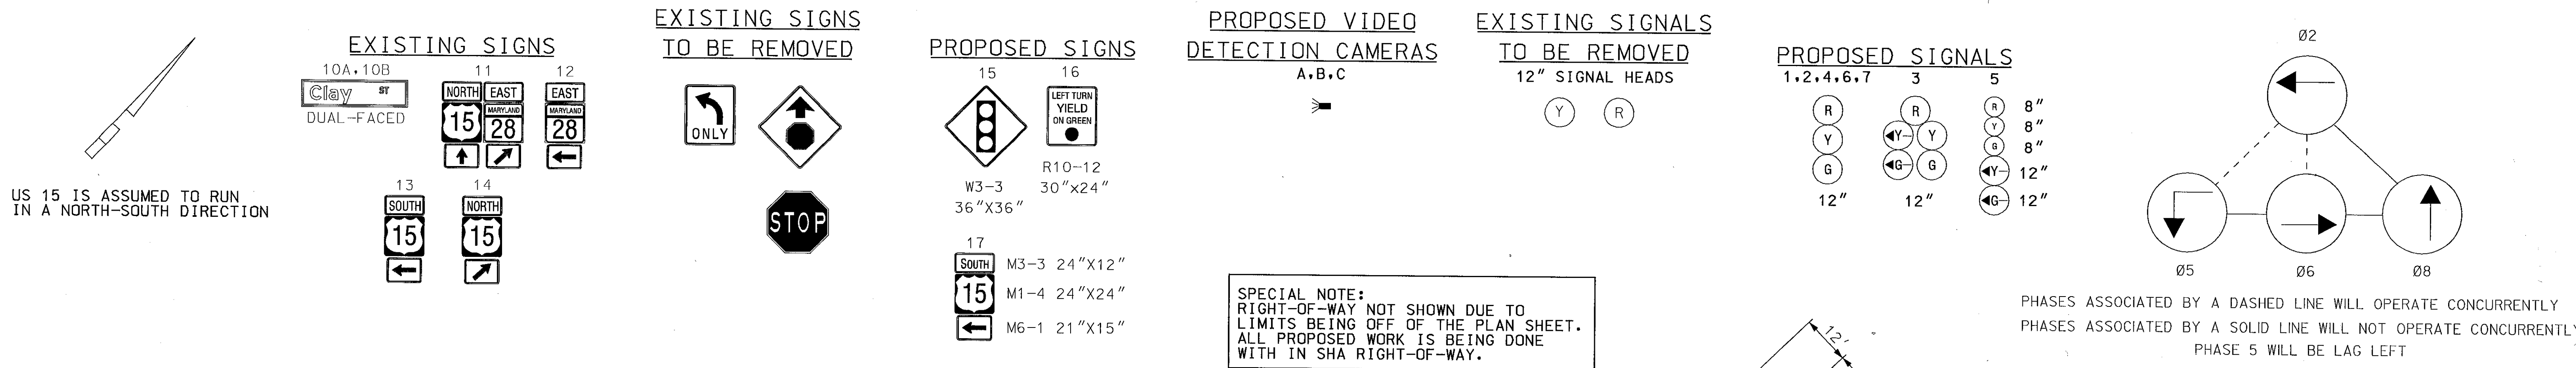 US 15 IS ASSUMED TO RUN
IN A NORTH-SOUTH DIRECTION
EXISTING SIGNS
10A,10B
Clay ST
DUAL-FACED
11
NORTH EAST
15 MARYLAND 28
12
EAST
MARYLAND
28
13
SOUTH
15
14
NORTH
15
EXISTING SIGNS
TO BE REMOVED
ONLY
STOP
PROPOSED SIGNS
15
W3-3
36"X36"
16
LEFT TURN
YIELD
ON GREEN
R10-12
30"x24"
17
SOUTH M3-3 24"X12"
15 M1-4 24"X24"
M6-1 21"X15"
PROPOSED VIDEO
DETECTION CAMERAS
A,B,C
EXISTING SIGNALS
TO BE REMOVED
12" SIGNAL HEADS
Y R
SPECIAL NOTE:
RIGHT-OF-WAY NOT SHOWN DUE TO
LIMITS BEING OFF OF THE PLAN SHEET.
ALL PROPOSED WORK IS BEING DONE
WITH IN SHA RIGHT-OF-WAY.
PROPOSED SIGNALS
1,2,4,6,7
R
Y
G
12"
3
R
Y Y
G G
12"
5
R 8"
Y 8"
G 8"
Y 12"
G 12"
12'
Ø2
Ø5 Ø6 Ø8
PHASES ASSOCIATED BY A DASHED LINE WILL OPERATE CONCURRENTLY
PHASES ASSOCIATED BY A SOLID LINE WILL NOT OPERATE CONCURRENTLY
PHASE 5 WILL BE LAG LEFT